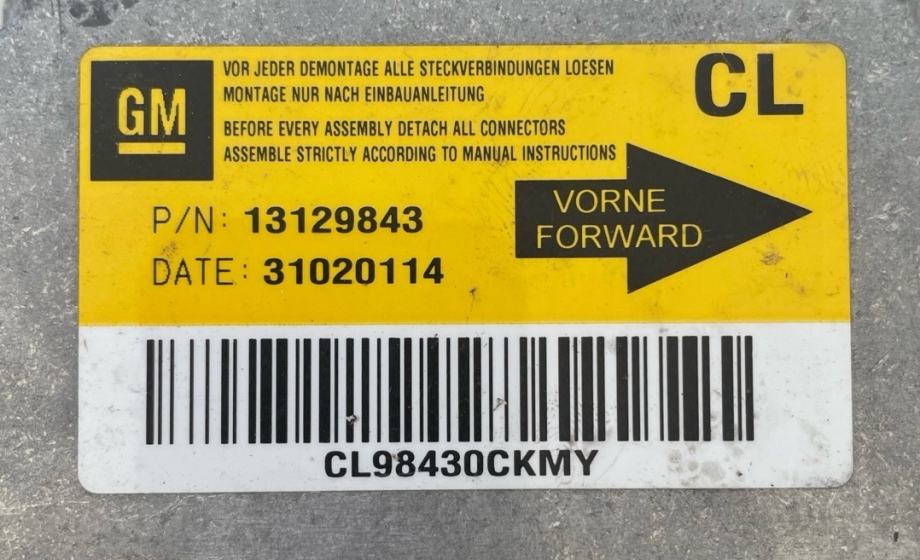 GM
VOR JEDER DEMONTAGE ALLE STECKVERBINDUNGEN LOESEN
MONTAGE NUR NACH EINBAUANLEITUNG
BEFORE EVERY ASSEMBLY DETACH ALL CONNECTORS
ASSEMBLE STRICTLY ACCORDING TO MANUAL INSTRUCTIONS
CL
VORNE
FORWARD
P/N: 13129843
DATE: 31020114
CL98430CKMY